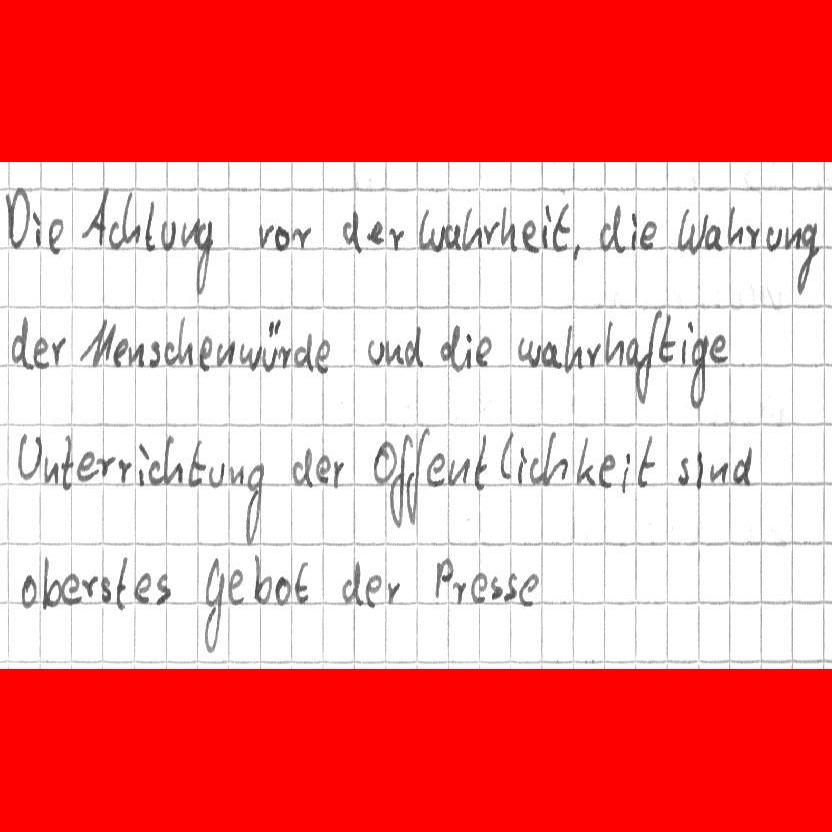 Die Achtung vor der Wahrheit, die Wahrung
der Menschenwürde und die wahrhaftige
Unterrichtung der Offentlichkeit sind
oberstes Gebot der Presse